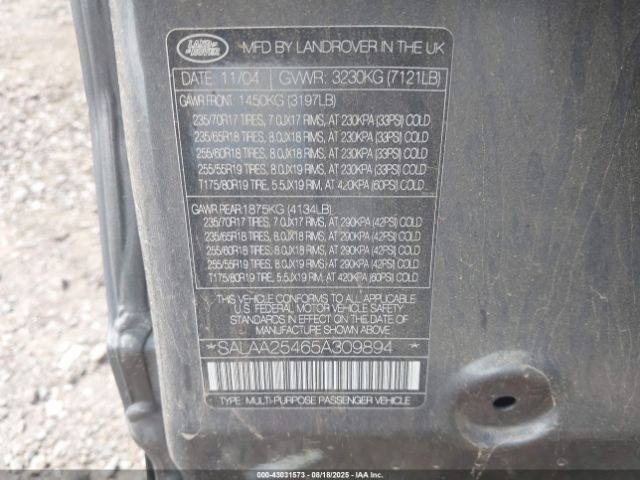 LAND ROVER
MFD BY LANDROVER IN THE UK
DATE 11/04 GVWR: 3230KG (7121LB)
GAWR FRONT: 1450KG (3197LB)
235/70R17 TIRES, 7.0JX17 RIMS, AT 230KPA (33PSI) COLD
235/65R18 TIRES, 8.0JX18 RIMS, AT 230KPA (33PSI) COLD
255/60R18 TIRES, 8.0JX18 RIMS, AT 230KPA (33PSI) COLD
255/55R19 TIRES, 8.0JX19 RIMS, AT 230KPA (33PSI) COLD
T175/80R19 TIRE, 5.5JX19 RIM, AT 420KPA (60PSI) COLD
GAWR REAR:1875KG (4134LB)
235/70R17 TIRES, 7.0JX17 RIMS, AT 290KPA (42PSI) COLD
235/65R18 TIRES, 8.0JX18 RIMS, AT 290KPA (42PSI) COLD
255/60R18 TIRES, 8.0JX18 RIMS, AT 290KPA (42PSI) COLD
255/55R19 TIRES, 8.0JX19 RIMS, AT 290KPA (42PSI) COLD
T175/80R19 TIRE, 5.5JX19 RIM, AT 420KPA (60PSI) COLD
THIS VEHICLE CONFORMS TO ALL APPLICABLE
U.S. FEDERAL MOTOR VEHICLE SAFETY
STANDARDS IN EFFECT ON THE DATE OF
MANUFACTURE SHOWN ABOVE
*SALAA25465A309894*
TYPE: MULTI-PURPOSE PASSENGER VEHICLE
© IAA - 43031573 - 08/18/2025 - IAAI.COM